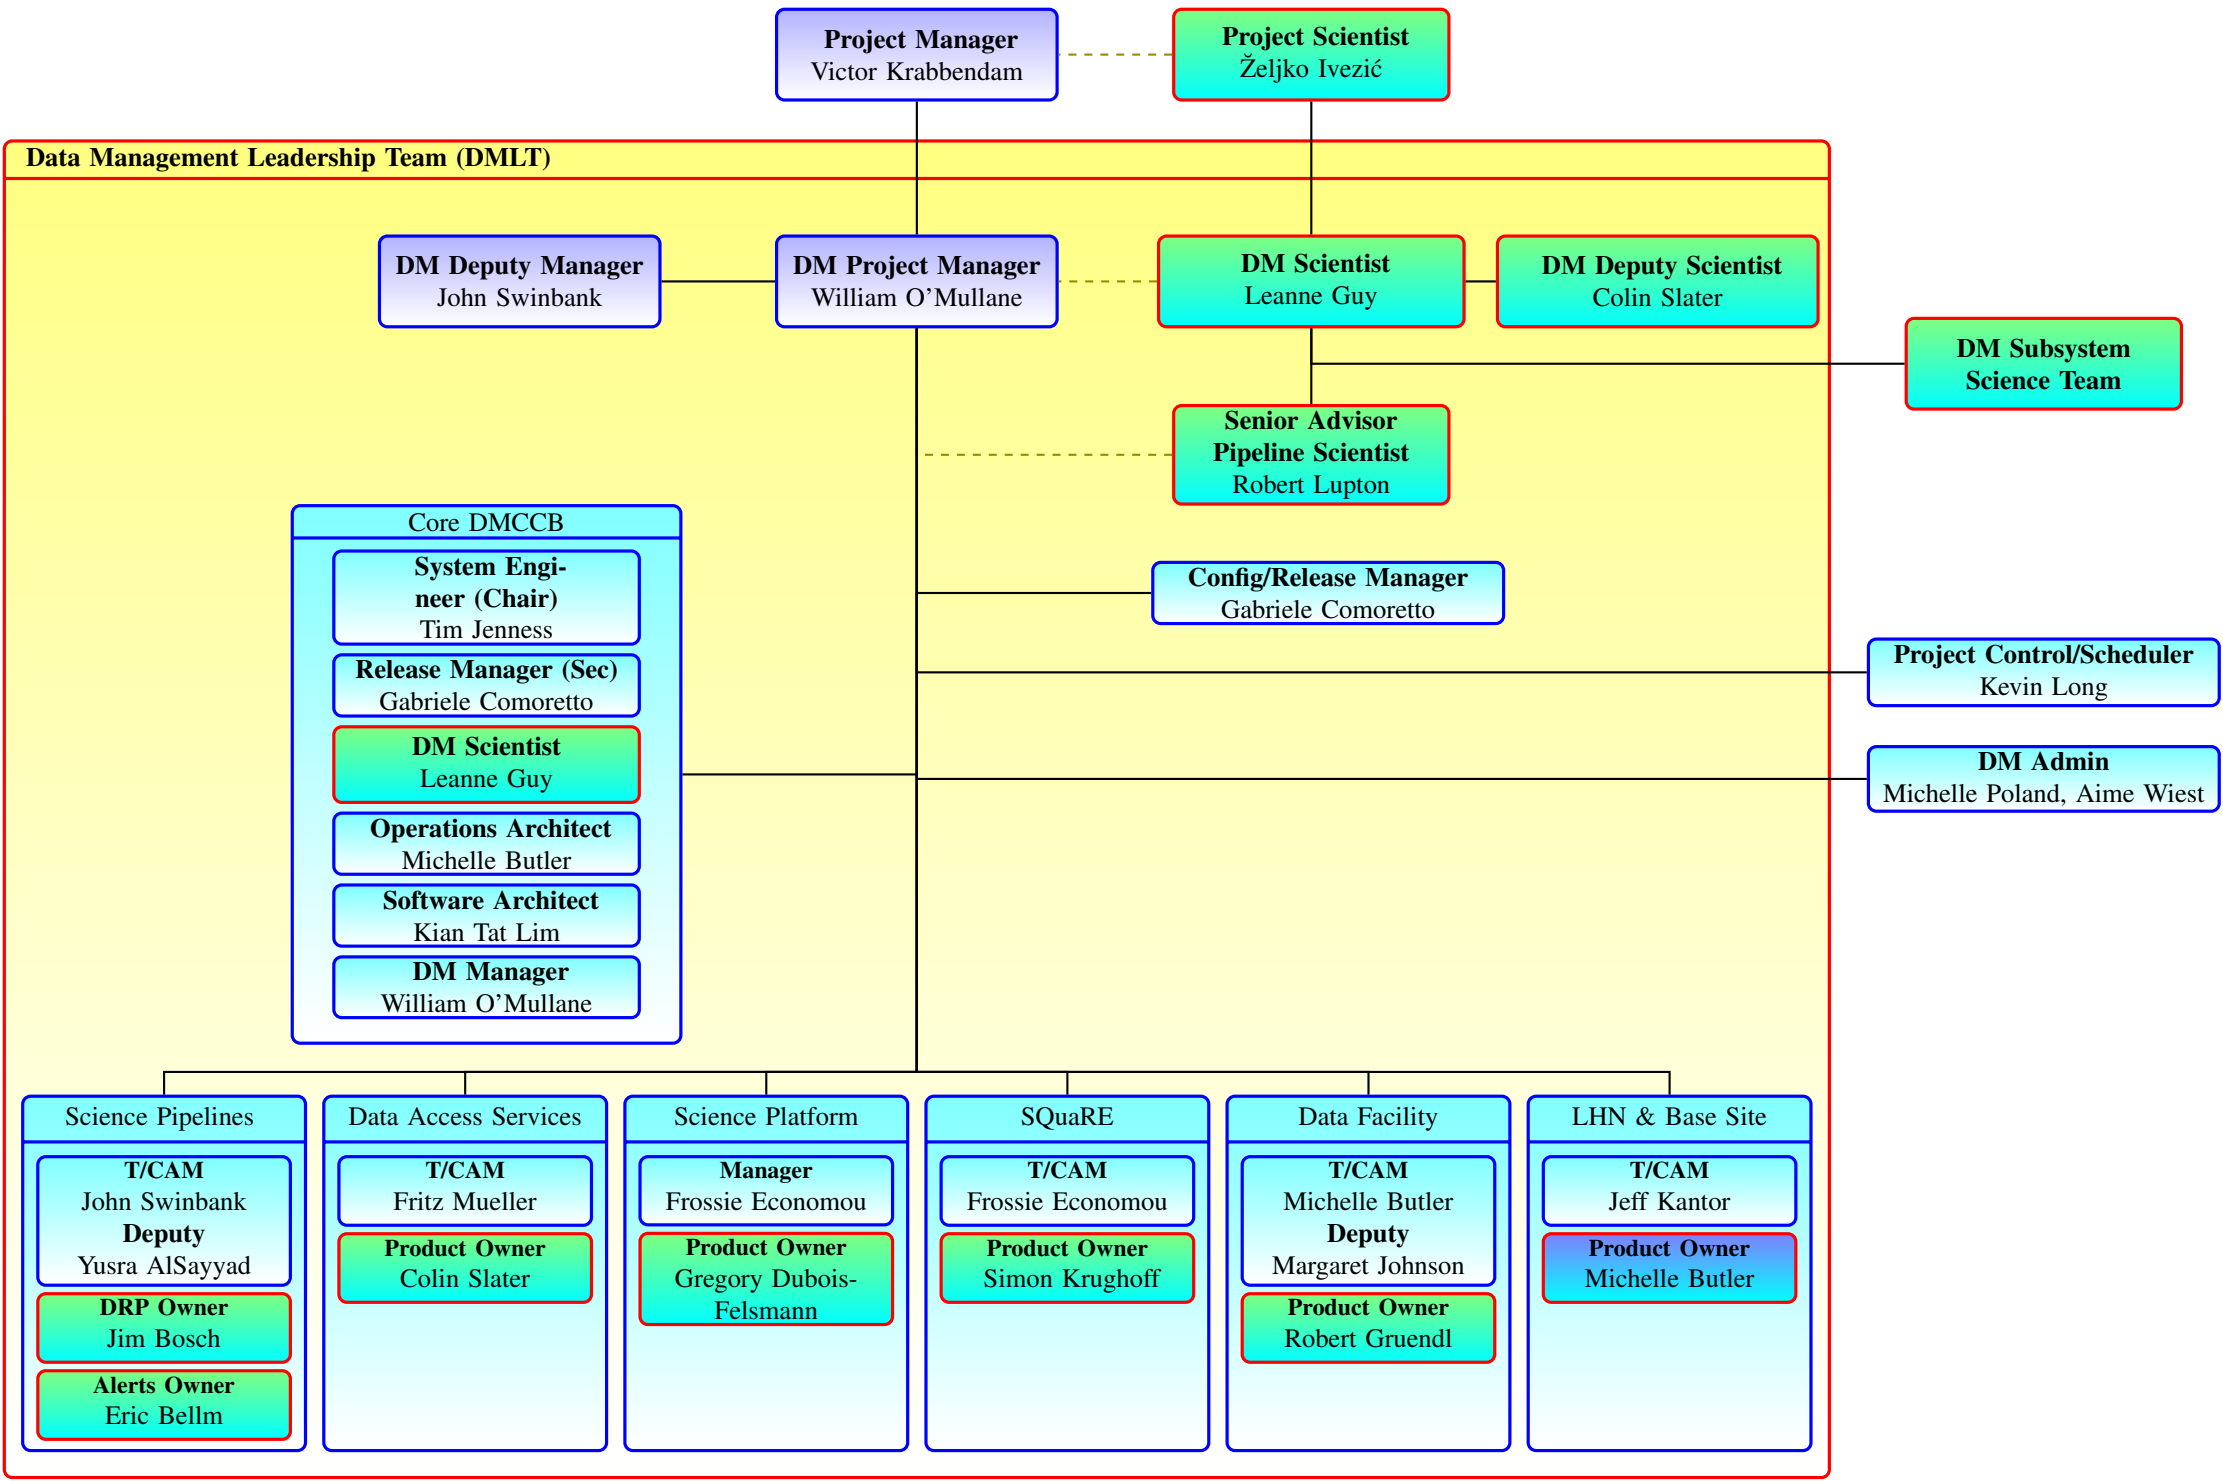 Project Manager
Victor Krabbendam
Project Scientist
Željko Ivezić
Data Management Leadership Team (DMLT)
DM Deputy Manager
John Swinbank
DM Project Manager
William O'Mullane
DM Scientist
Leanne Guy
DM Deputy Scientist
Colin Slater
DM Subsystem
Science Team
Senior Advisor
Pipeline Scientist
Robert Lupton
Core DMCCB
System Engi-
neer (Chair)
Tim Jenness
Release Manager (Sec)
Gabriele Comoretto
DM Scientist
Leanne Guy
Operations Architect
Michelle Butler
Software Architect
Kian Tat Lim
DM Manager
William O'Mullane
Config/Release Manager
Gabriele Comoretto
Project Control/Scheduler
Kevin Long
DM Admin
Michelle Poland, Aime Wiest
Science Pipelines
T/CAM
John Swinbank
Deputy
Yusra AlSayyad
DRP Owner
Jim Bosch
Alerts Owner
Eric Bellm
Data Access Services
T/CAM
Fritz Mueller
Product Owner
Colin Slater
Science Platform
Manager
Frossie Economou
Product Owner
Gregory Dubois-
Felsmann
SQuaRE
T/CAM
Frossie Economou
Product Owner
Simon Krughoff
Data Facility
T/CAM
Michelle Butler
Deputy
Margaret Johnson
Product Owner
Robert Gruendl
LHN & Base Site
T/CAM
Jeff Kantor
Product Owner
Michelle Butler